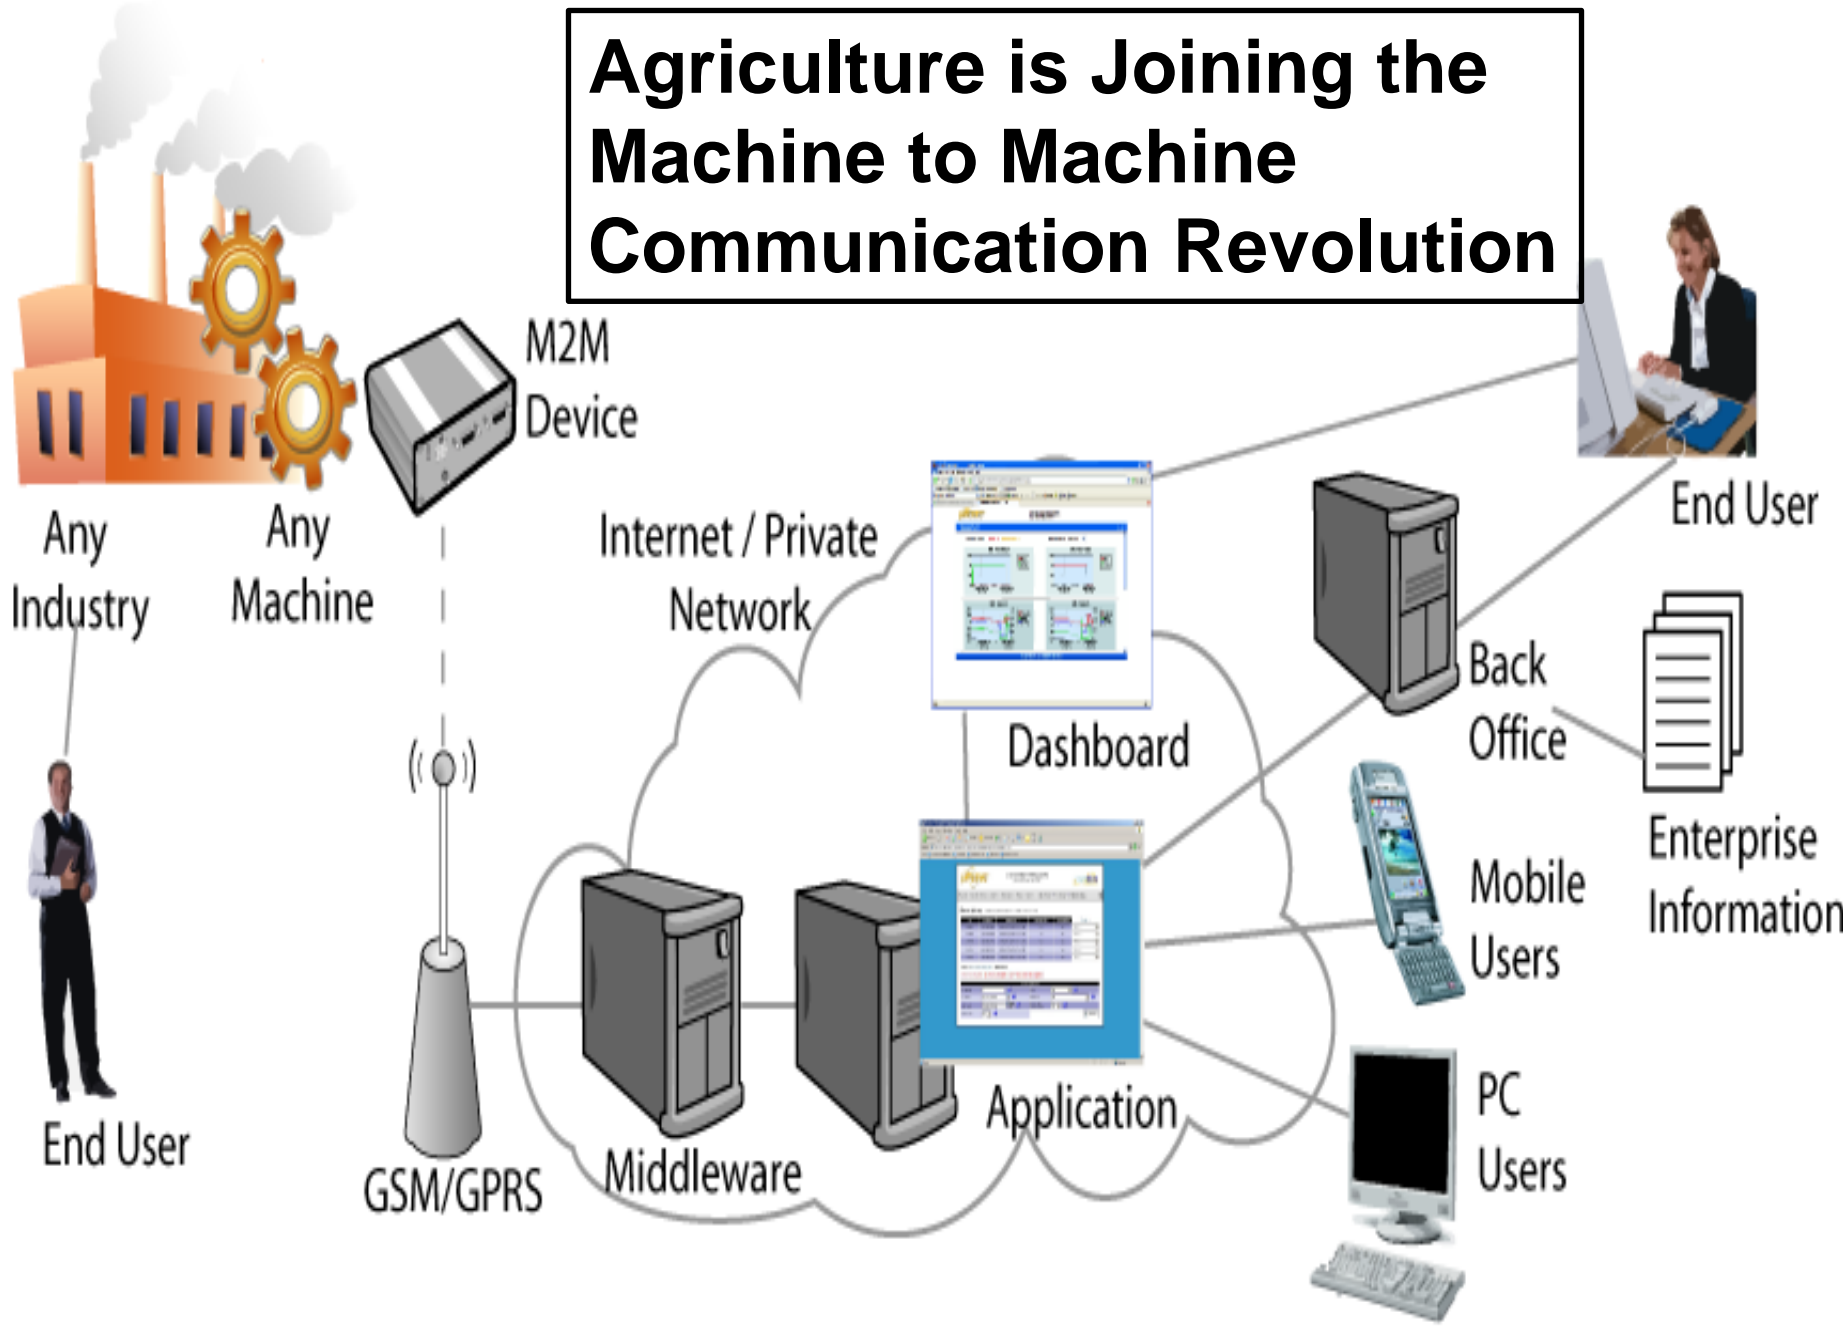 Agriculture is Joining the
Machine to Machine
Communication Revolution
M2M
Device
Any
Industry
Any
Machine
Internet / Private
Network
End User
Dashboard
Back
Office
Enterprise
Information
Mobile
Users
End User
GSM/GPRS
Middleware
Application
PC
Users